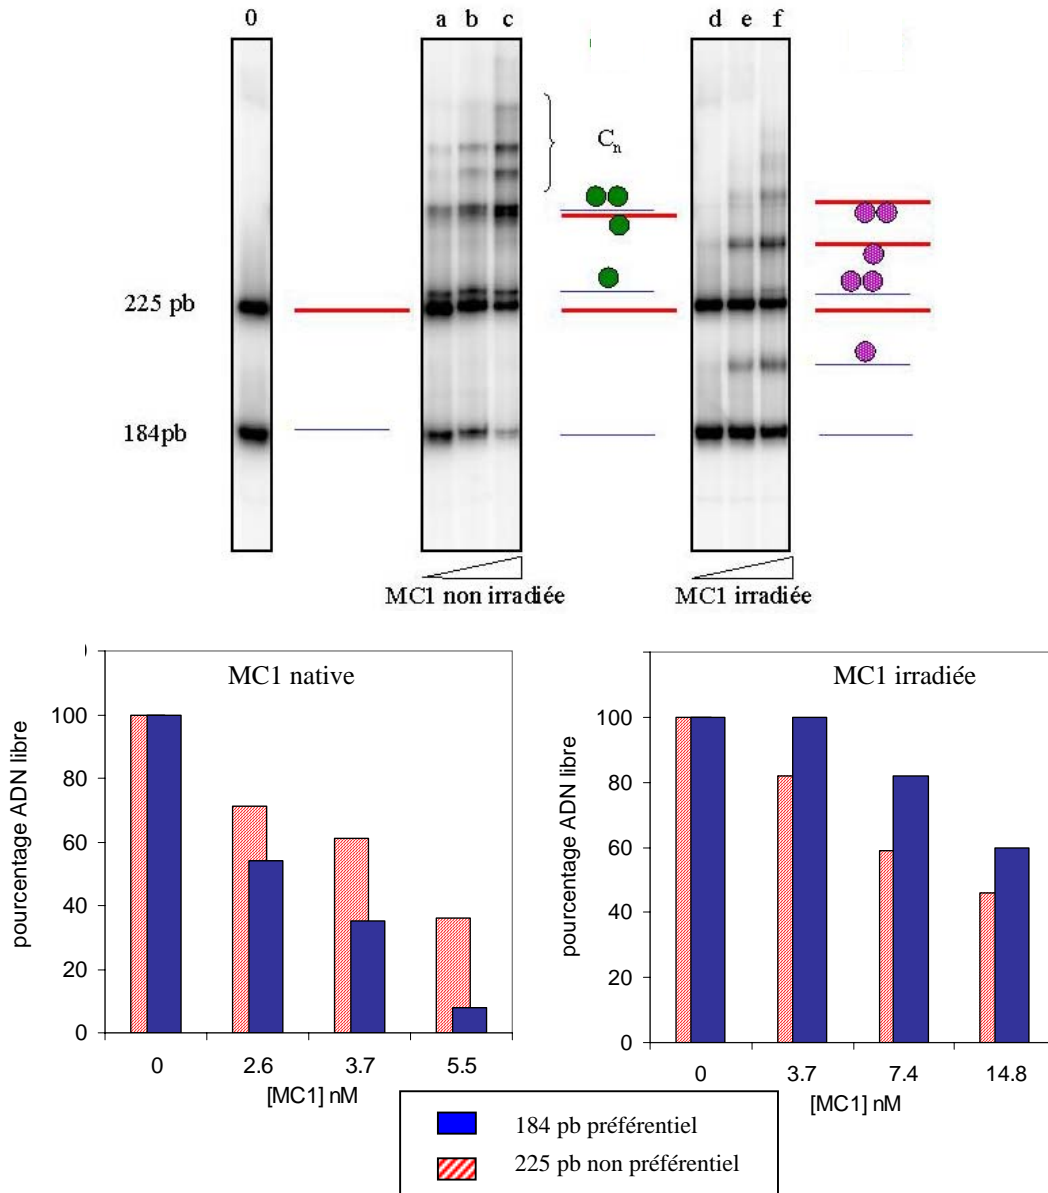 0 a b c d e f
C_n
225 pb
184pb
MC1 non irradiée MC1 irradiée
MC1 native
pourcentage ADN libre
100
80
60
40
20
0
0 2.6 3.7 5.5
[MC1] nM
MC1 irradiée
pourcentage ADN libre
100
80
60
40
20
0
0 3.7 7.4 14.8
[MC1] nM
184 pb préférentiel
225 pb non préférentiel